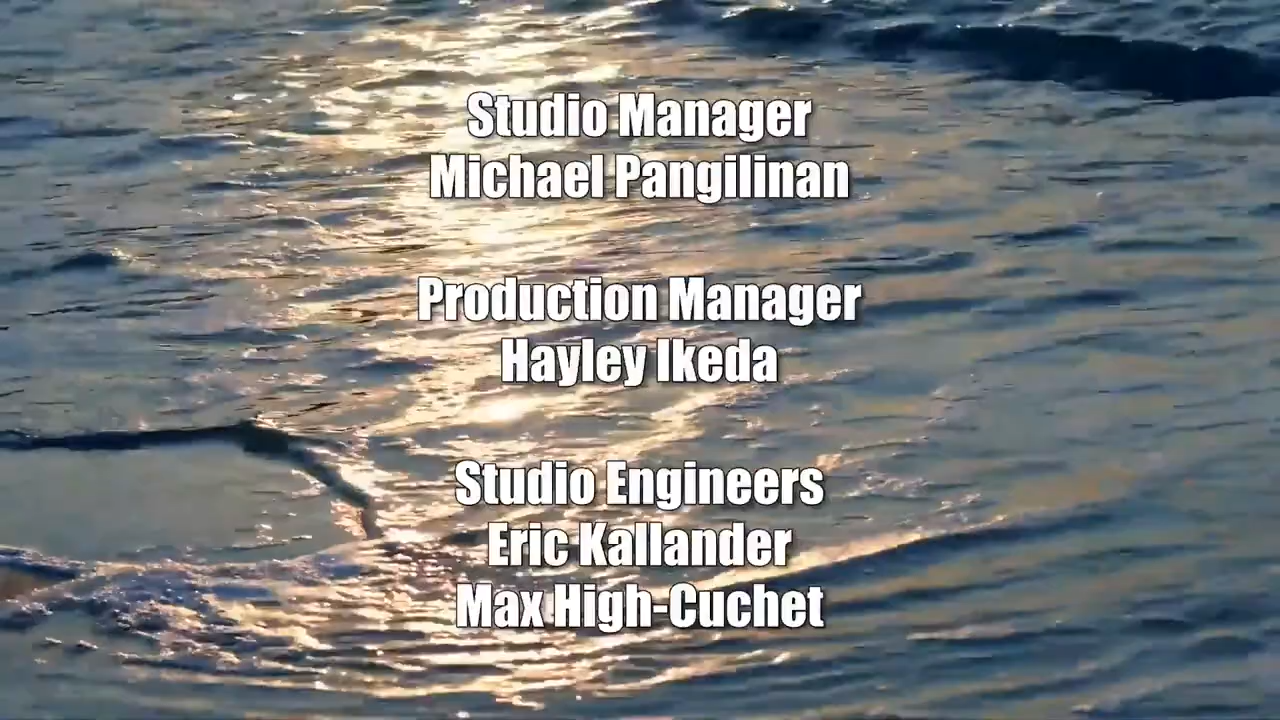 Studio Manager
Michael Pangilinan
Production Manager
Hayley Ikeda
Studio Engineers
Eric Kallander
Max High-Cuchet